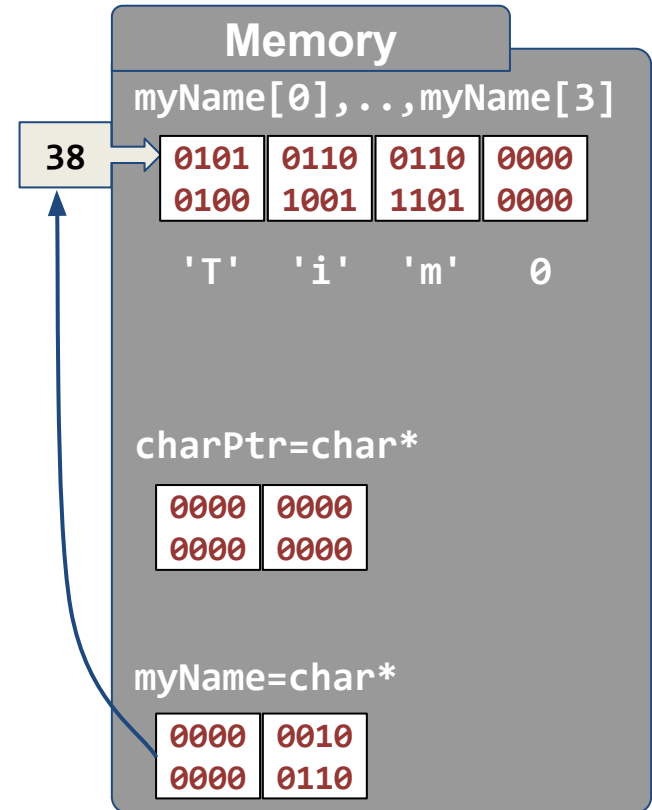 Memory
myName[0],..,myName[3]
38
0101 0110 0110 0000
0100 1001 1101 0000
'T' 'i' 'm' 0
charPtr=char*
0000 0000
0000 0000
myName=char*
0000 0010
0000 0110